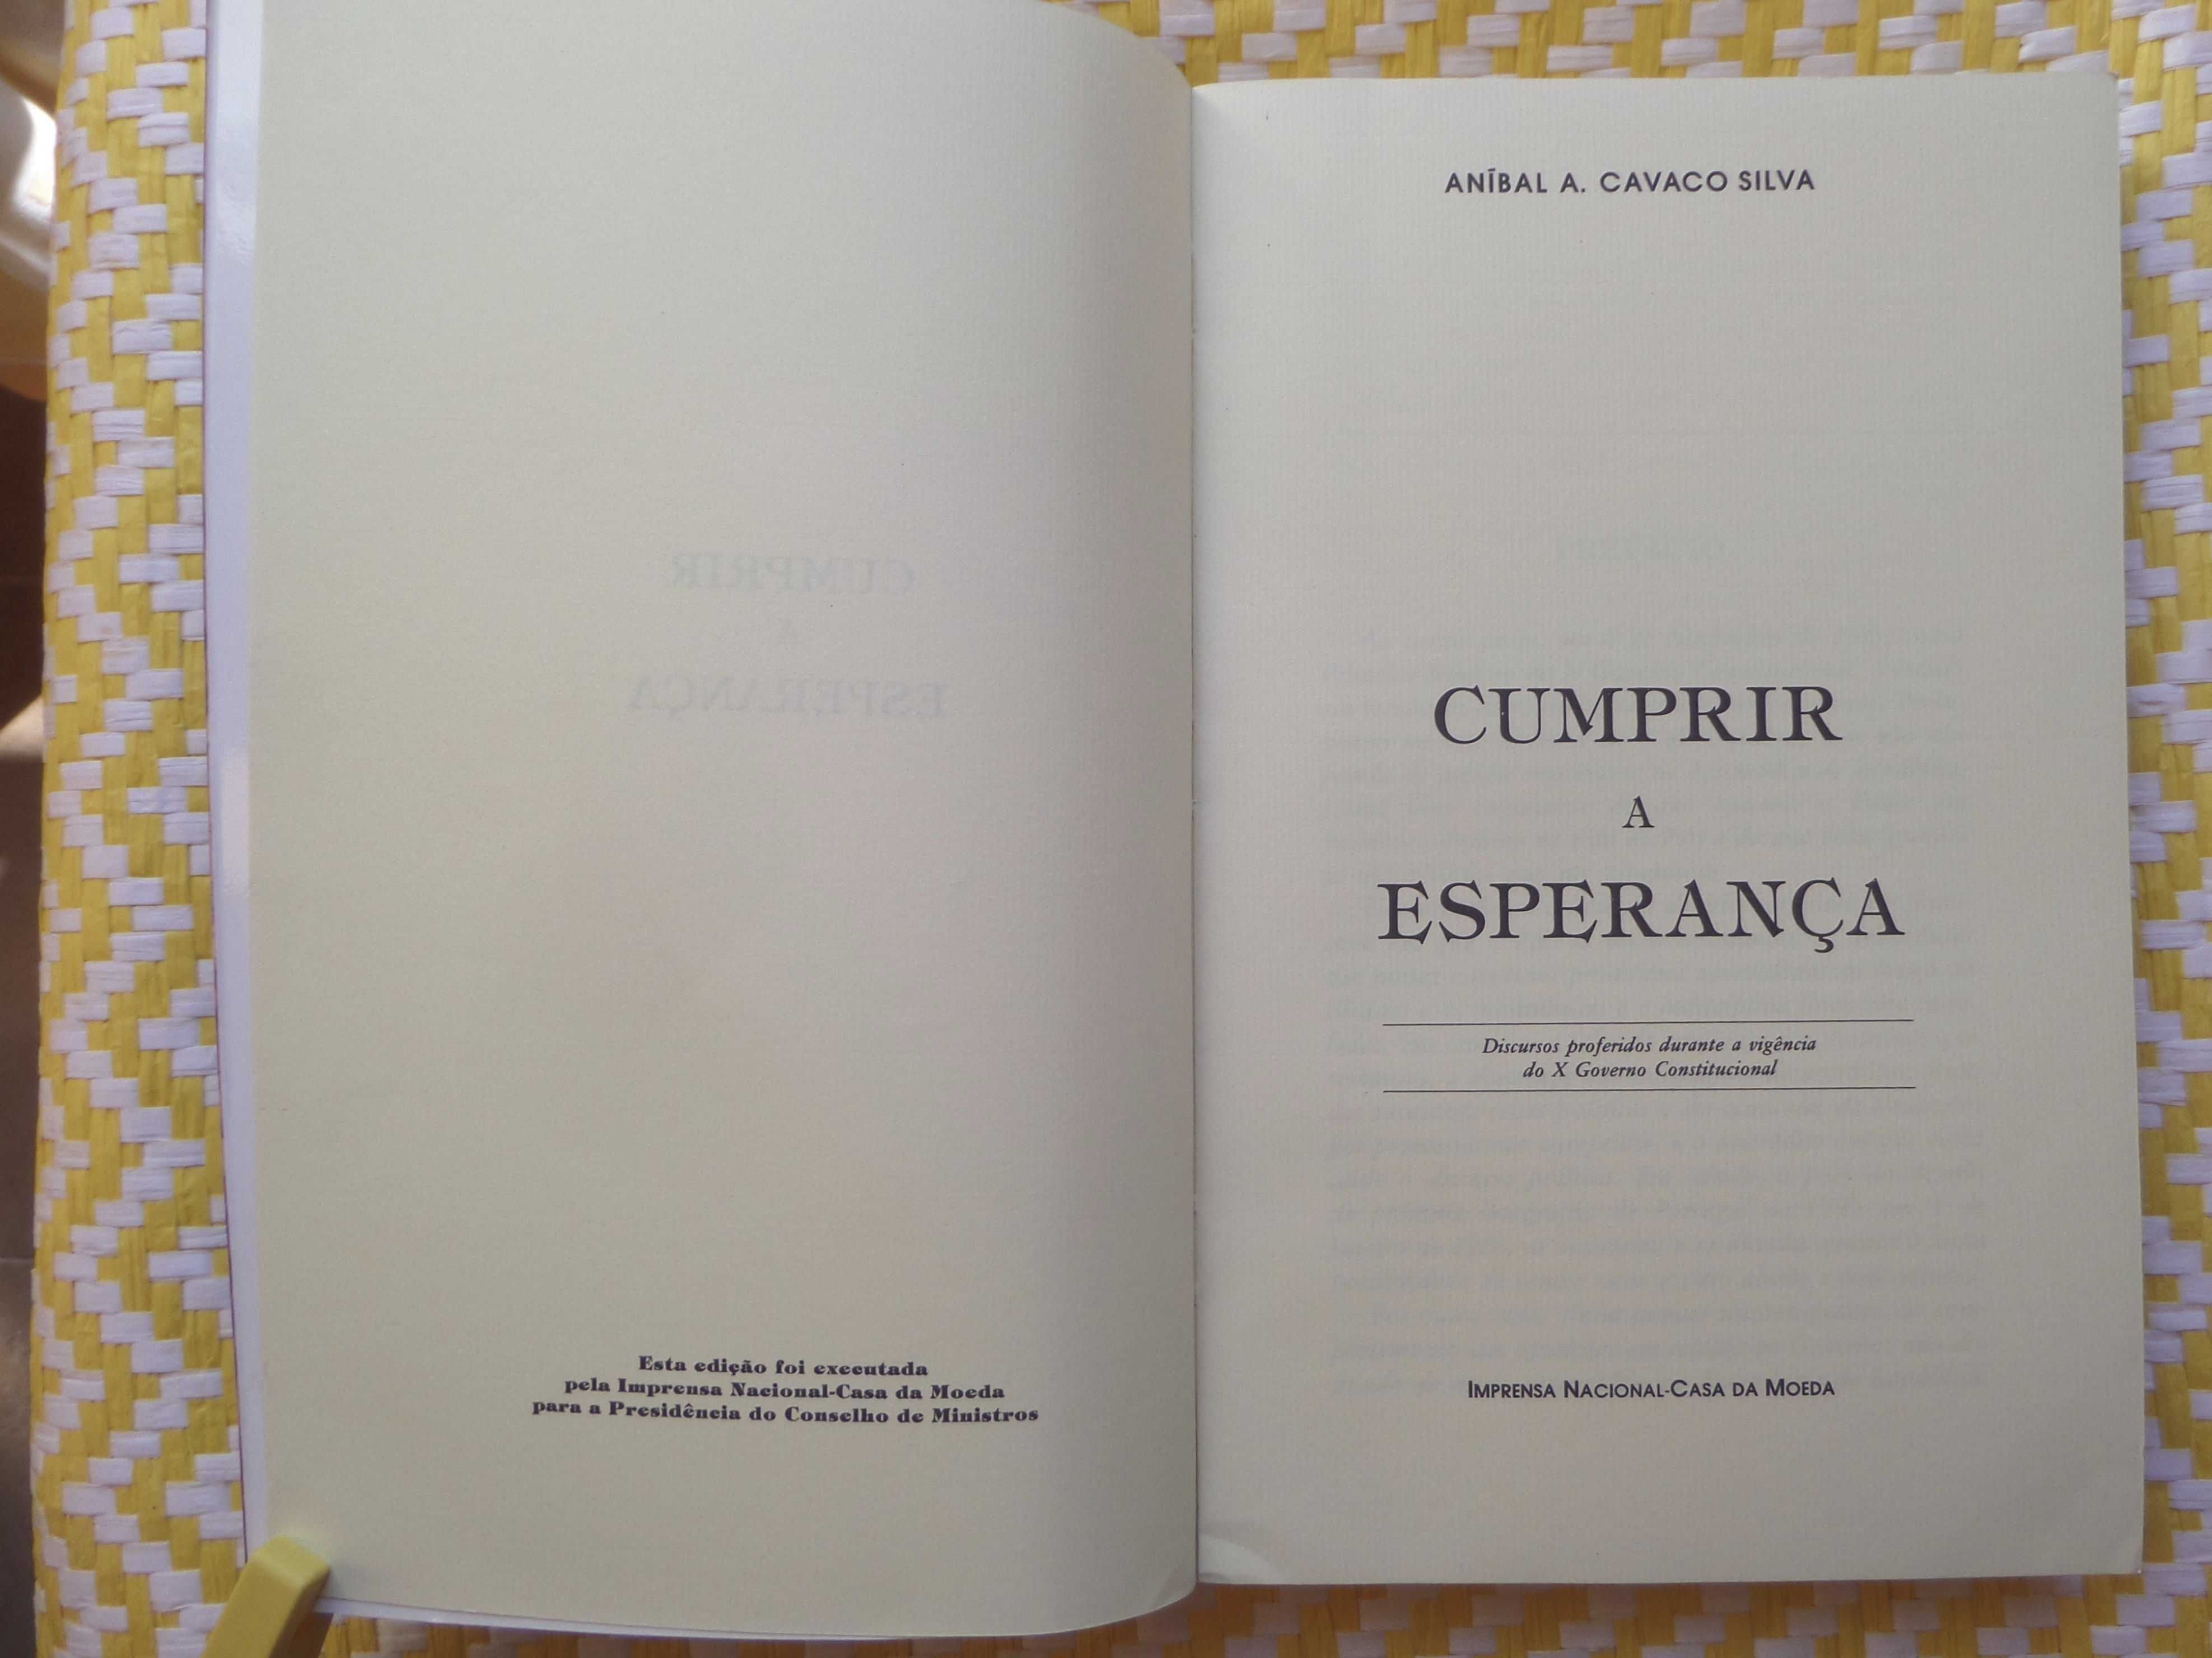 Esta edição foi executada
pela Imprensa Nacional-Casa da Moeda
para a Presidência do Conselho de Ministros
ANÍBAL A. CAVACO SILVA
CUMPRIR
A
ESPERANÇA
Discursos proferidos durante a vigência
do X Governo Constitucional
IMPRENSA NACIONAL-CASA DA MOEDA